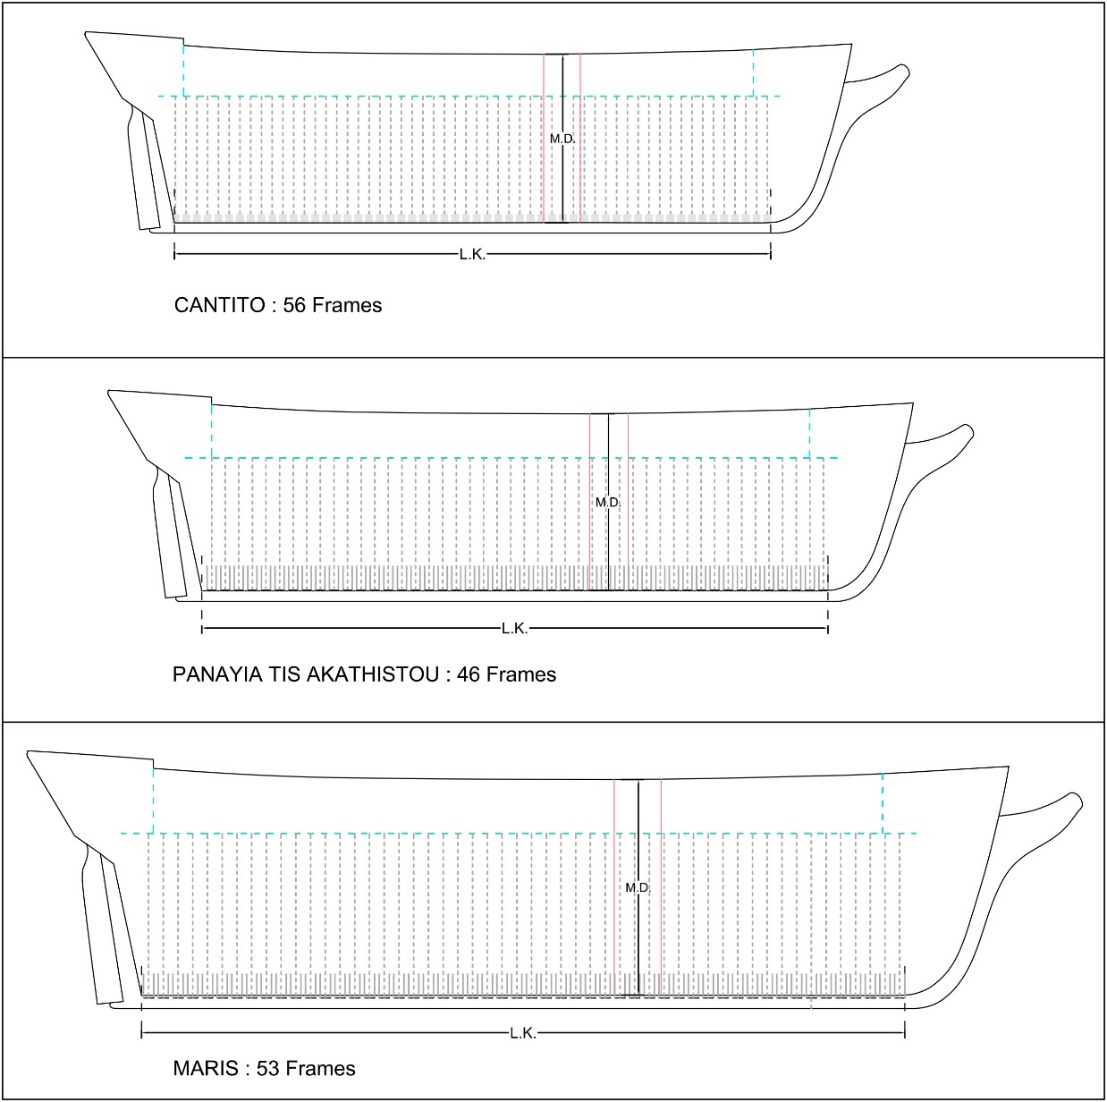 M.D.
L.K.
CANTITO : 56 Frames
M.D.
L.K.
PANAYIA TIS AKATHISTOU : 46 Frames
M.D.
L.K.
MARIS : 53 Frames